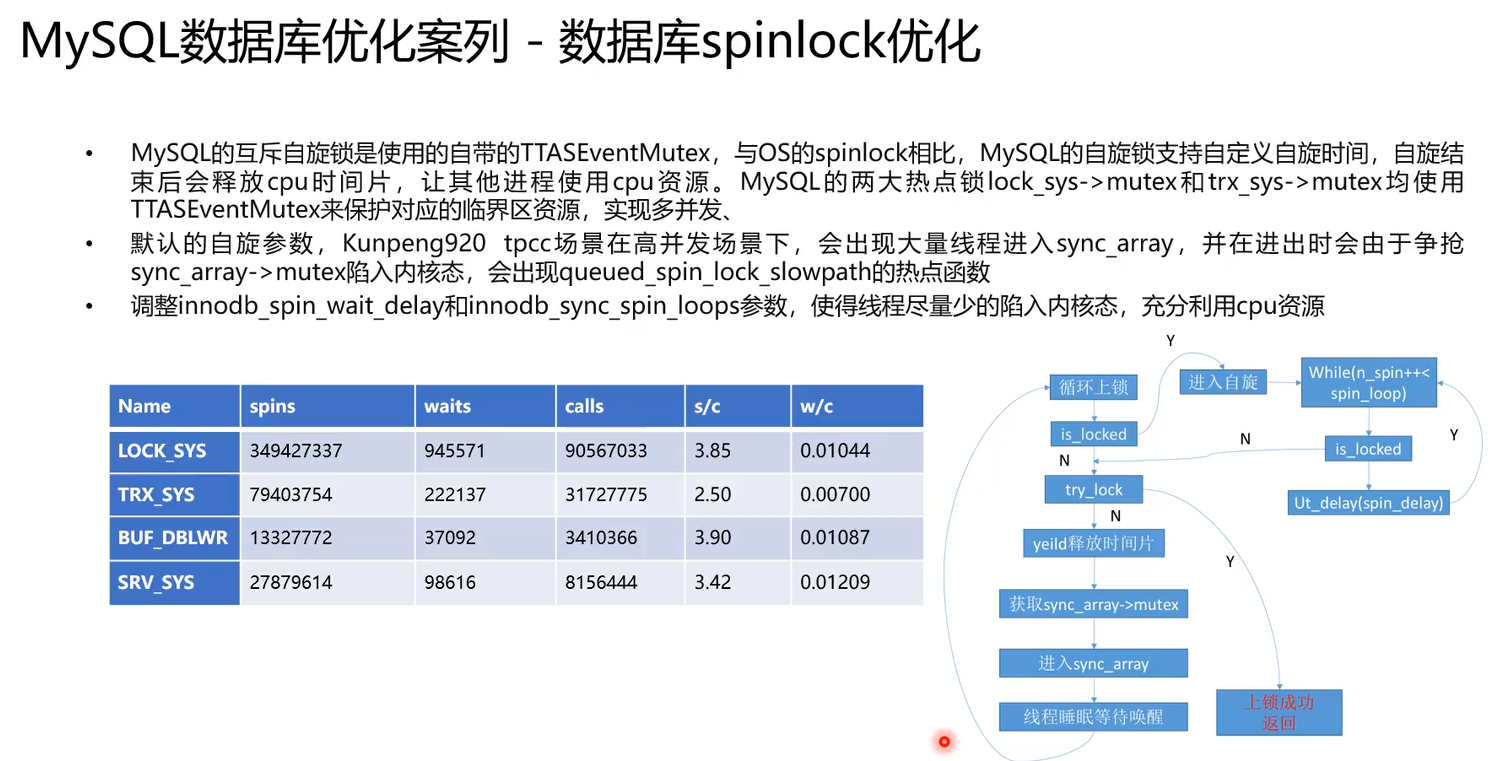 MySQL数据库优化案列 - 数据库spinlock优化
• MySQL的互斥自旋锁是使用的自带的TTASEventMutex，与OS的spinlock相比，MySQL的自旋锁支持自定义自旋时间，自旋结
束后会释放cpu时间片，让其他进程使用cpu资源。MySQL的两大热点锁lock_sys->mutex和trx_sys->mutex均使用
TTASEventMutex来保护对应的临界区资源，实现多并发、
• 默认的自旋参数，Kunpeng920 tpcc场景在高并发场景下，会出现大量线程进入sync_array，并在进出时会由于争抢
sync_array->mutex陷入内核态，会出现queued_spin_lock_slowpath的热点函数
• 调整innodb_spin_wait_delay和innodb_sync_spin_loops参数，使得线程尽量少的陷入内核态，充分利用cpu资源
Name spins waits calls s/c w/c
LOCK_SYS 349427337 945571 90567033 3.85 0.01044
TRX_SYS 79403754 222137 31727775 2.50 0.00700
BUF_DBLWR 13327772 37092 3410366 3.90 0.01087
SRV_SYS 27879614 98616 8156444 3.42 0.01209
Y
循环上锁
进入自旋
While(n_spin++<
spin_loop)
is_locked
N
Y
is_locked
N
try_lock
Ut_delay(spin_delay)
N
yeild释放时间片
Y
获取sync_array->mutex
进入sync_array
线程睡眠等待唤醒
上锁成功
返回